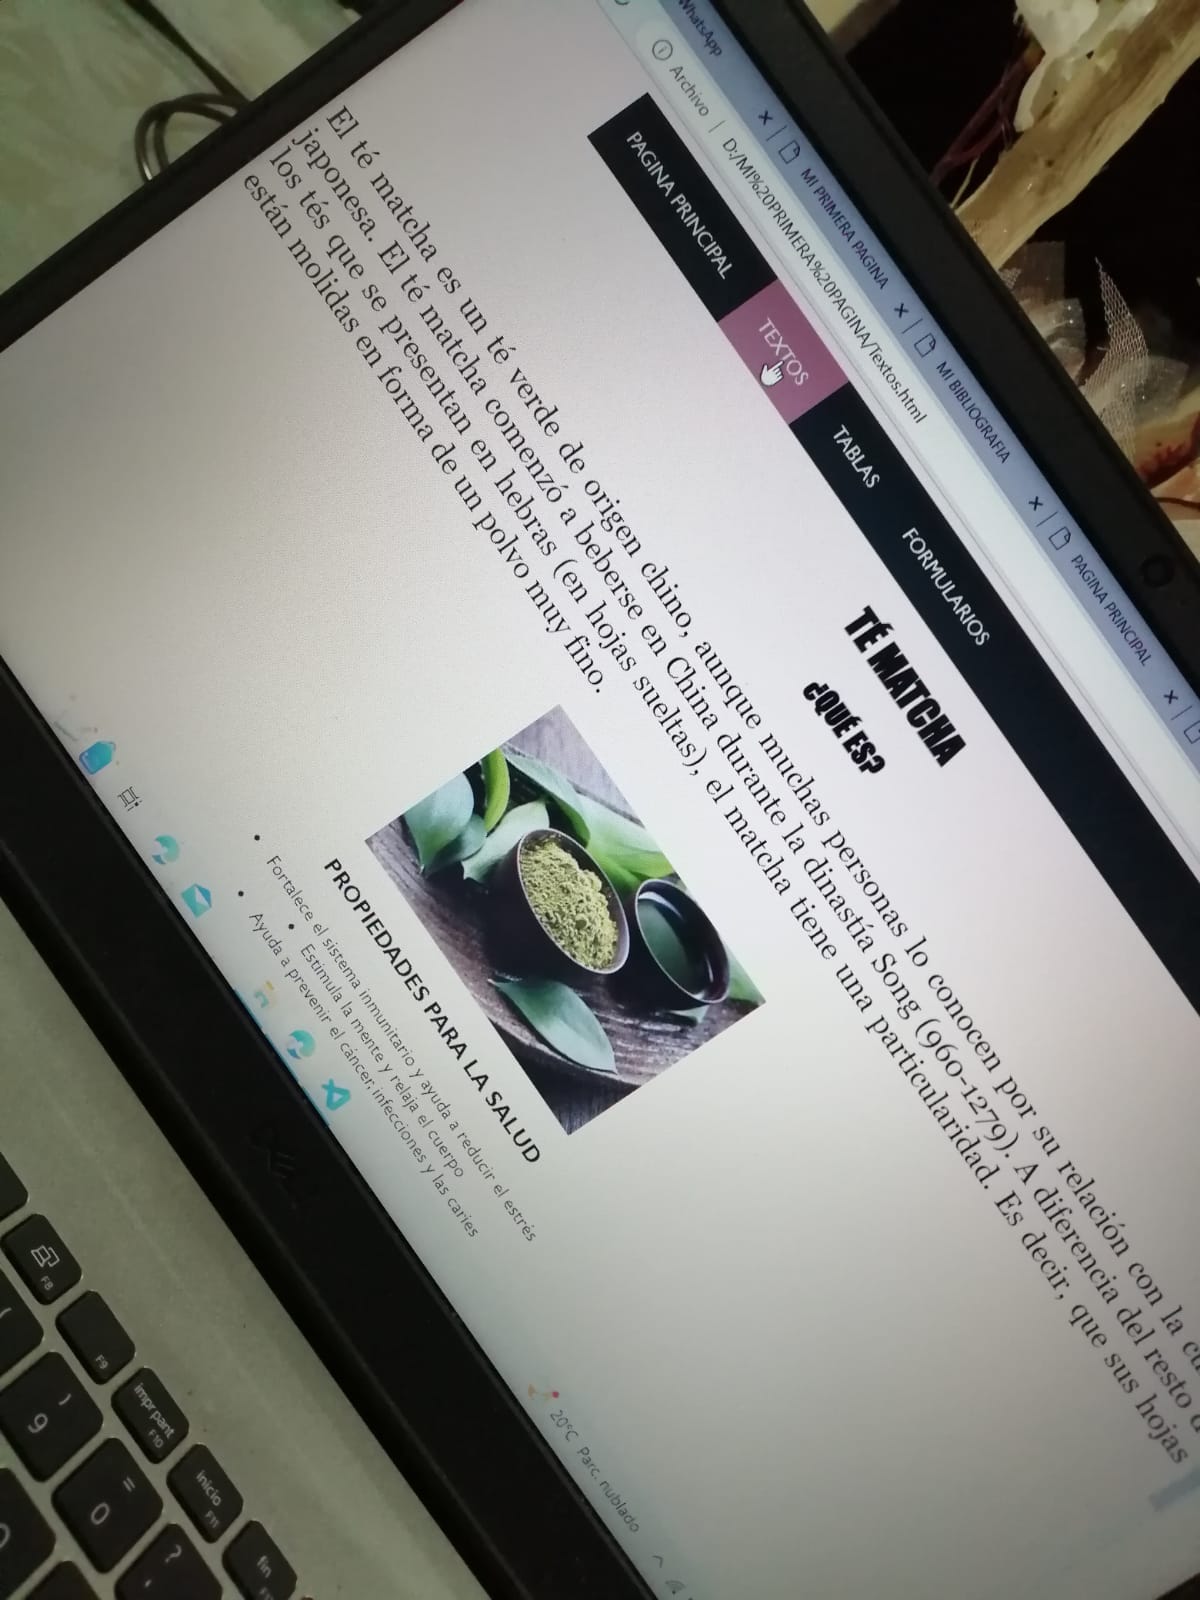 WhatsApp
MI PRIMERA PAGINA
MI BIBLIOGRAFIA
PAGINA PRINCIPAL
Archivo | D:/MI%20PRIMERA%20PAGINA/Textos.html
PAGINA PRINCIPAL
TEXTOS
TABLAS
FORMULARIOS
TÉ MATCHA
¿QUÉ ES?
El té matcha es un té verde de origen chino, aunque muchas personas lo conocen por su relación con la
japonesa. El té matcha comenzó a beberse en China durante la dinastía Song (960-1279). A diferencia del resto
los tés que se presentan en hebras (en hojas sueltas), el matcha tiene una particularidad. Es decir, que sus hojas
están molidas en forma de un polvo muy fino.
PROPIEDADES PARA LA SALUD
• Fortalece el sistema inmunitario y ayuda a reducir el estrés
• Estimula la mente y relaja el cuerpo
• Ayuda a prevenir el cáncer, infecciones y las caries
20°C Parc. nublado
DELL
F8
F9
impr pant
F10
inicio
F11
fin
)
9
=
0
?